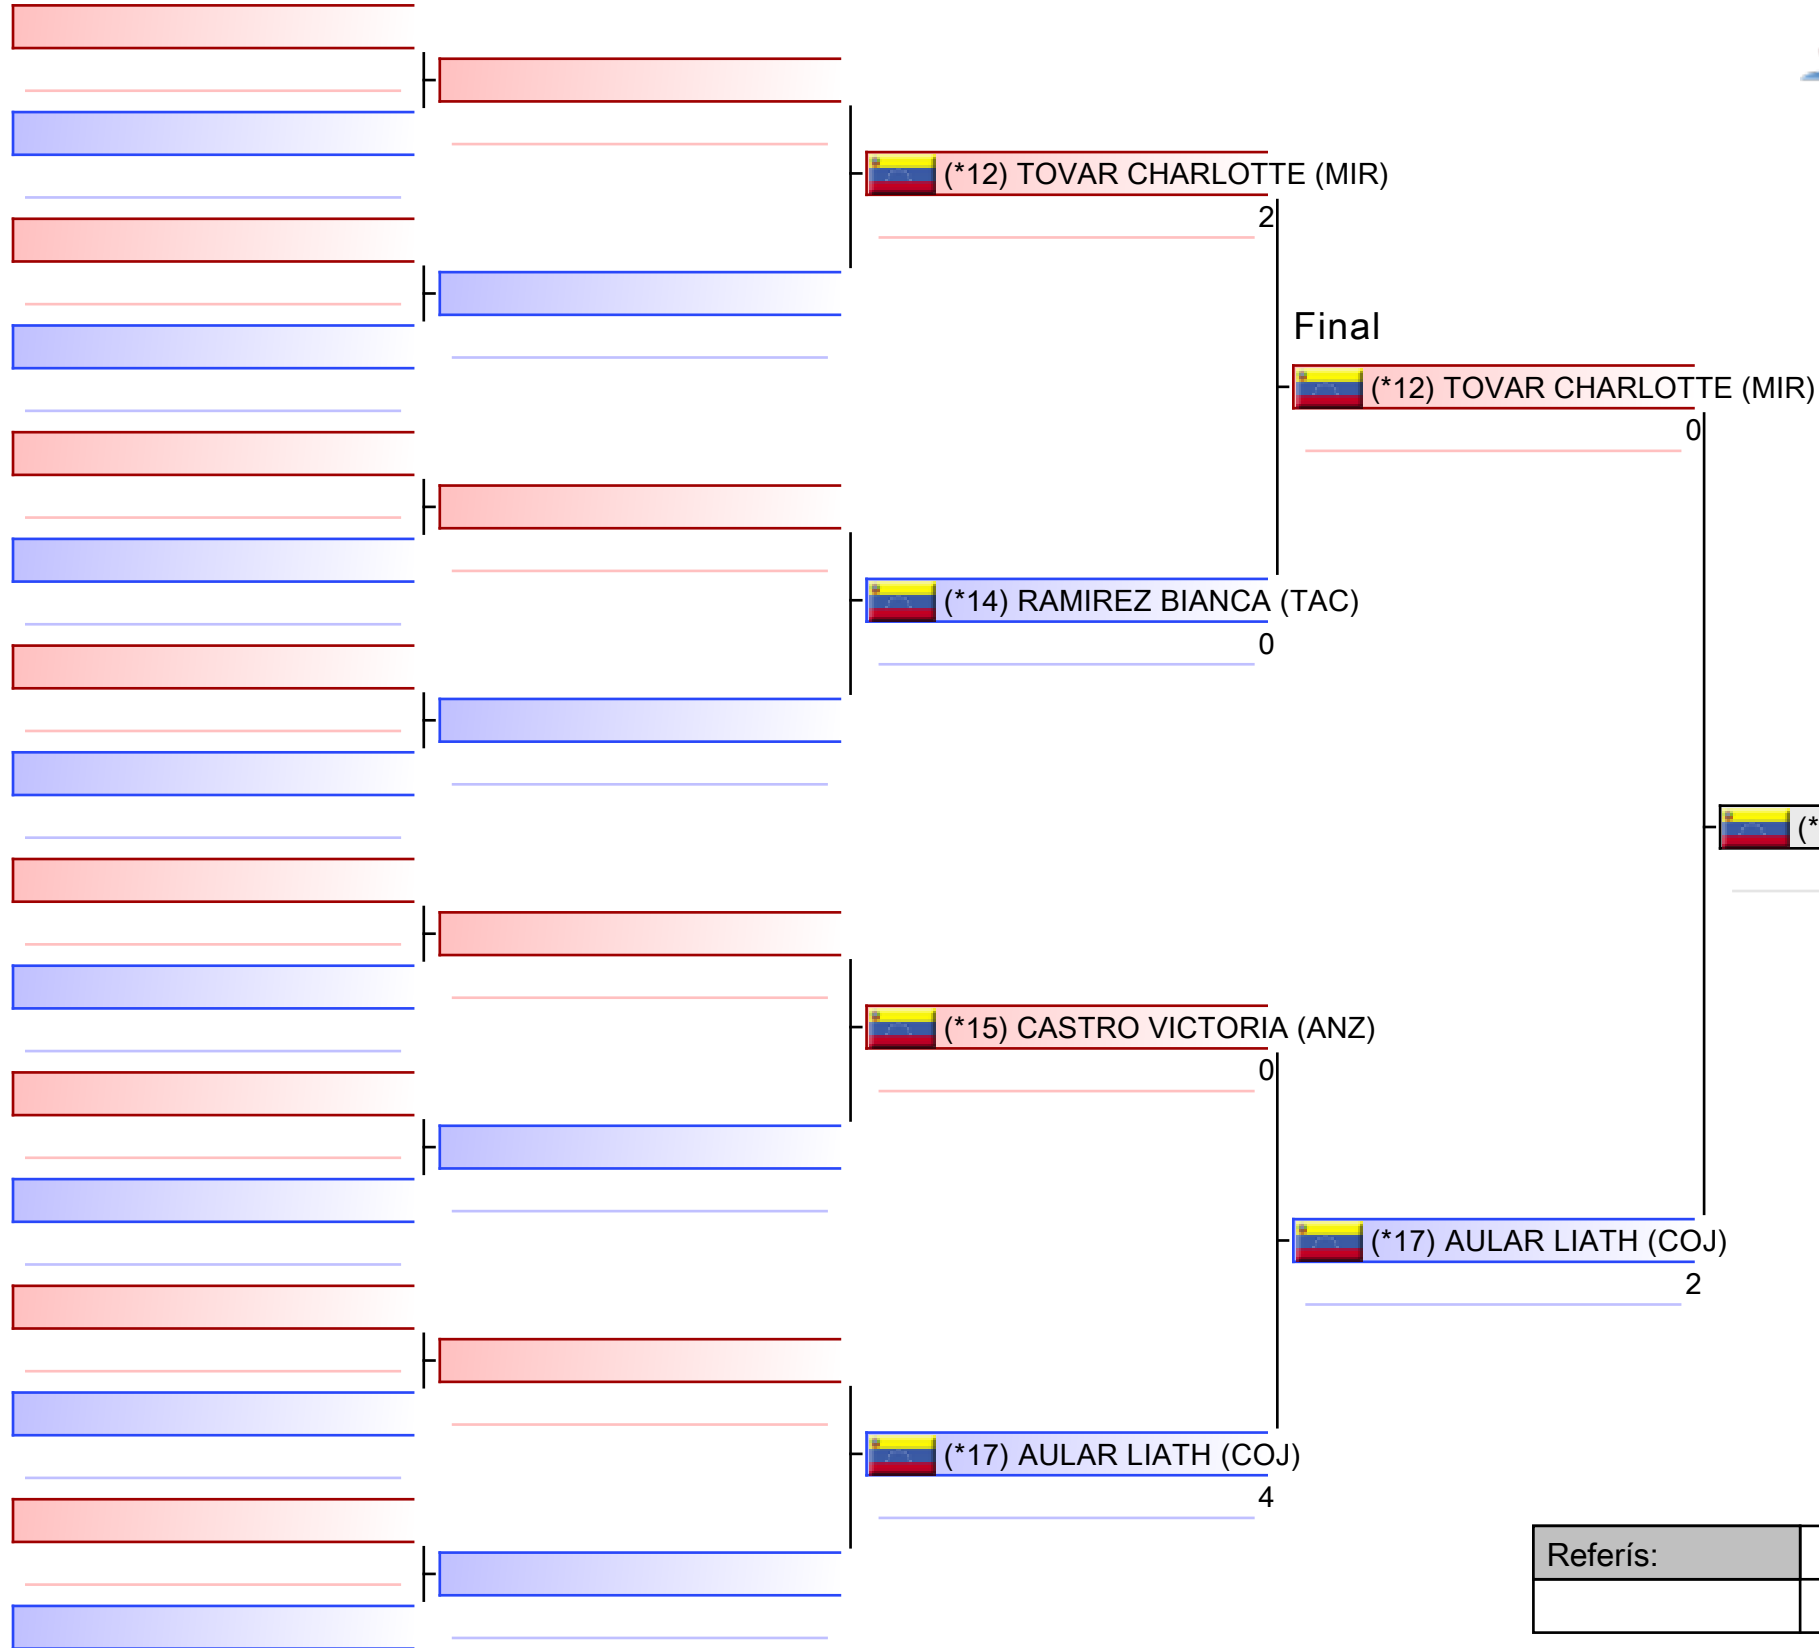 (*12) TOVAR CHARLOTTE (MIR)
2
Final
(*12) TOVAR CHARLOTTE (MIR)
0
(*14) RAMIREZ BIANCA (TAC)
0
(*
(*15) CASTRO VICTORIA (ANZ)
0
(*17) AULAR LIATH (COJ)
2
(*17) AULAR LIATH (COJ)
4
Referís: